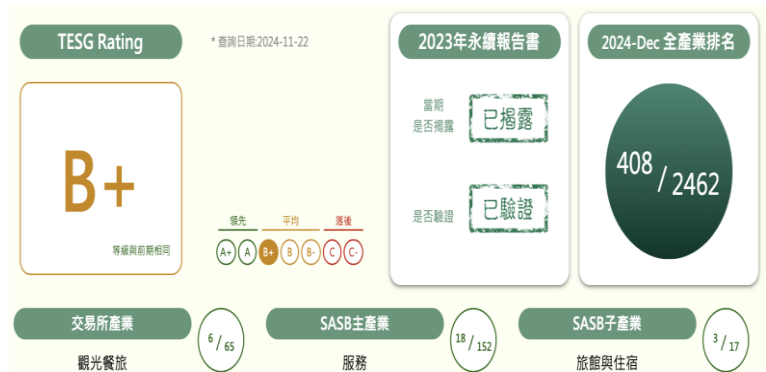 TESG Rating
* 查詢日期:2024-11-22
B+
等級與前期相同
領先 平均 落後
A+ A B+ B B- C C-
2023年永續報告書
當期
是否揭露
已揭露
是否驗證
已驗證
2024-Dec 全產業排名
408 / 2462
交易所產業
觀光餐旅
6 / 65
SASB主產業
服務
18 / 152
SASB子產業
旅館與住宿
3 / 17